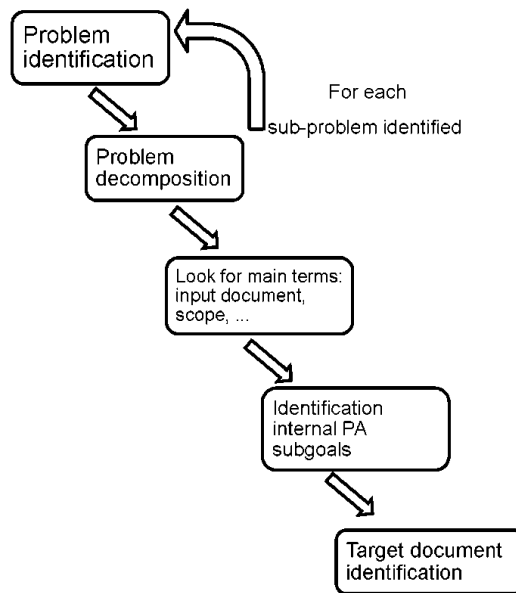 Problem
identification
For each
sub-problem identified
Problem
decomposition
Look for main terms:
input document,
scope, ...
Identification
internal PA
subgoals
Target document
identification